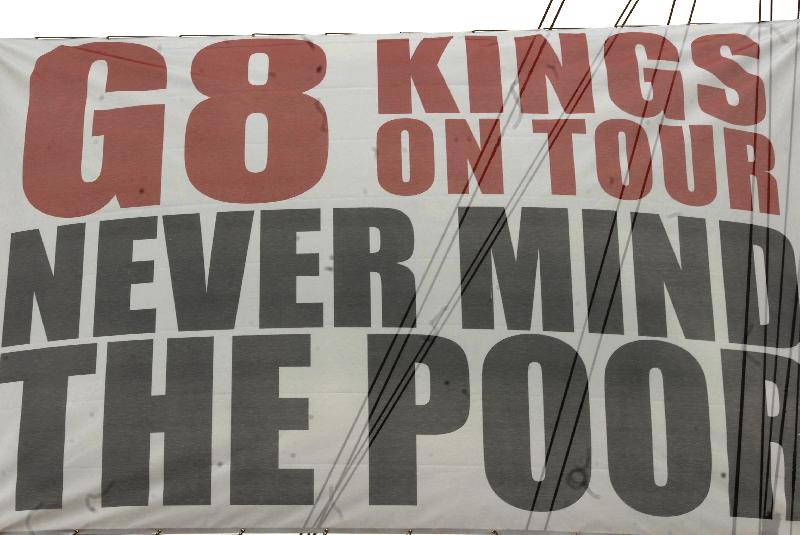 G8 KINGS
ON TOUR
NEVER MIND
THE POOR